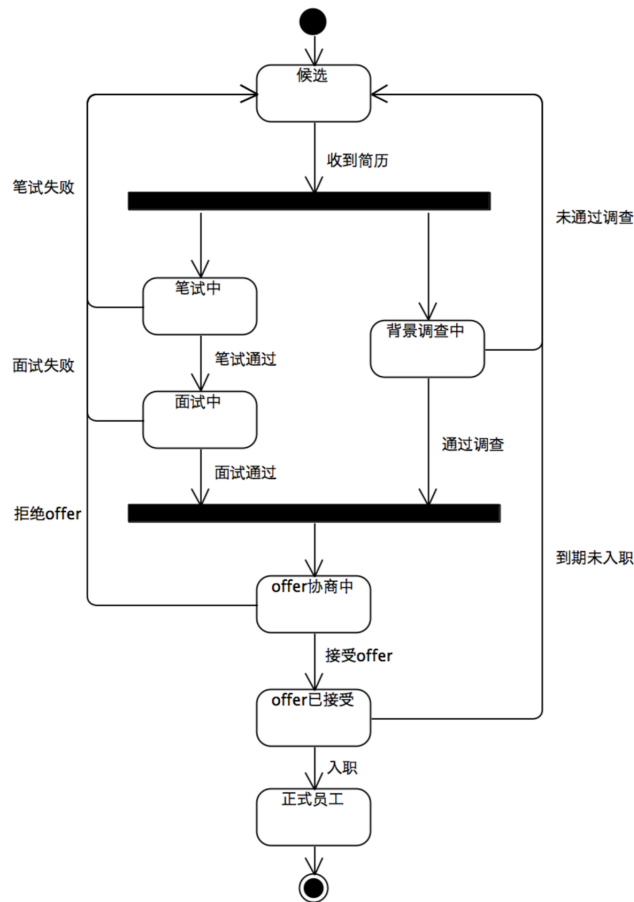 候选
收到简历
笔试失败
未通过调查
笔试中
背景调查中
笔试通过
面试失败
面试中
通过调查
面试通过
拒绝offer
到期未入职
offer协商中
接受offer
offer已接受
入职
正式员工